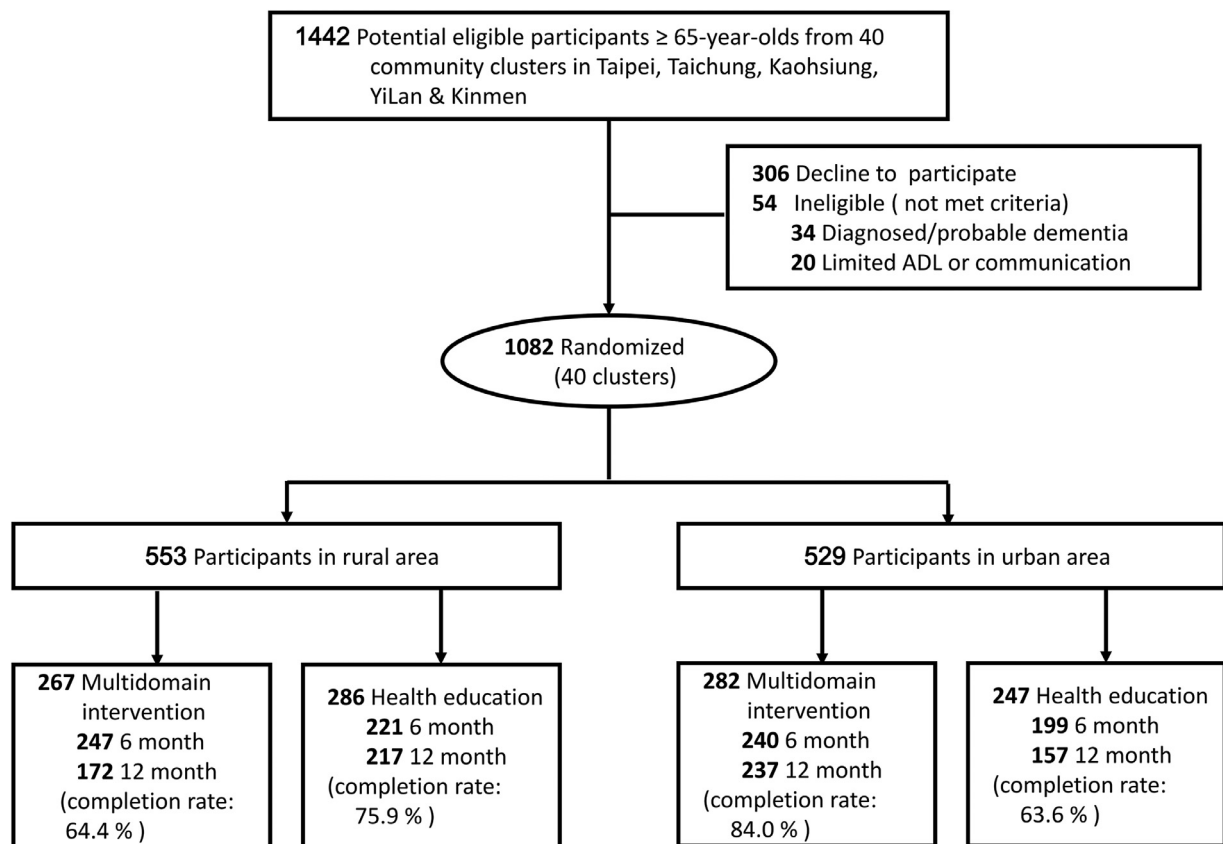 1442 Potential eligible participants ≥ 65-year-olds from 40
community clusters in Taipei, Taichung, Kaohsiung,
YiLan & Kinmen
306 Decline to participate
54 Ineligible ( not met criteria)
34 Diagnosed/probable dementia
20 Limited ADL or communication
1082 Randomized
(40 clusters)
553 Participants in rural area
529 Participants in urban area
267 Multidomain
intervention
247 6 month
172 12 month
(completion rate:
64.4 % )
286 Health education
221 6 month
217 12 month
(completion rate:
75.9 % )
282 Multidomain
intervention
240 6 month
237 12 month
(completion rate:
84.0 % )
247 Health education
199 6 month
157 12 month
(completion rate:
63.6 % )